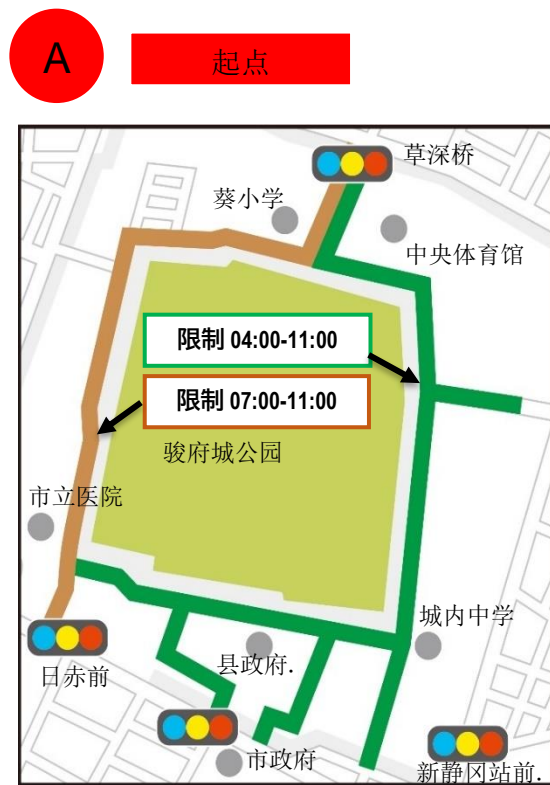 A
起点
草深桥
葵小学
中央体育馆
限制 04:00-11:00
限制 07:00-11:00
骏府城公园
市立医院
城内中学
县政府.
日赤前
市政府
新静冈站前.